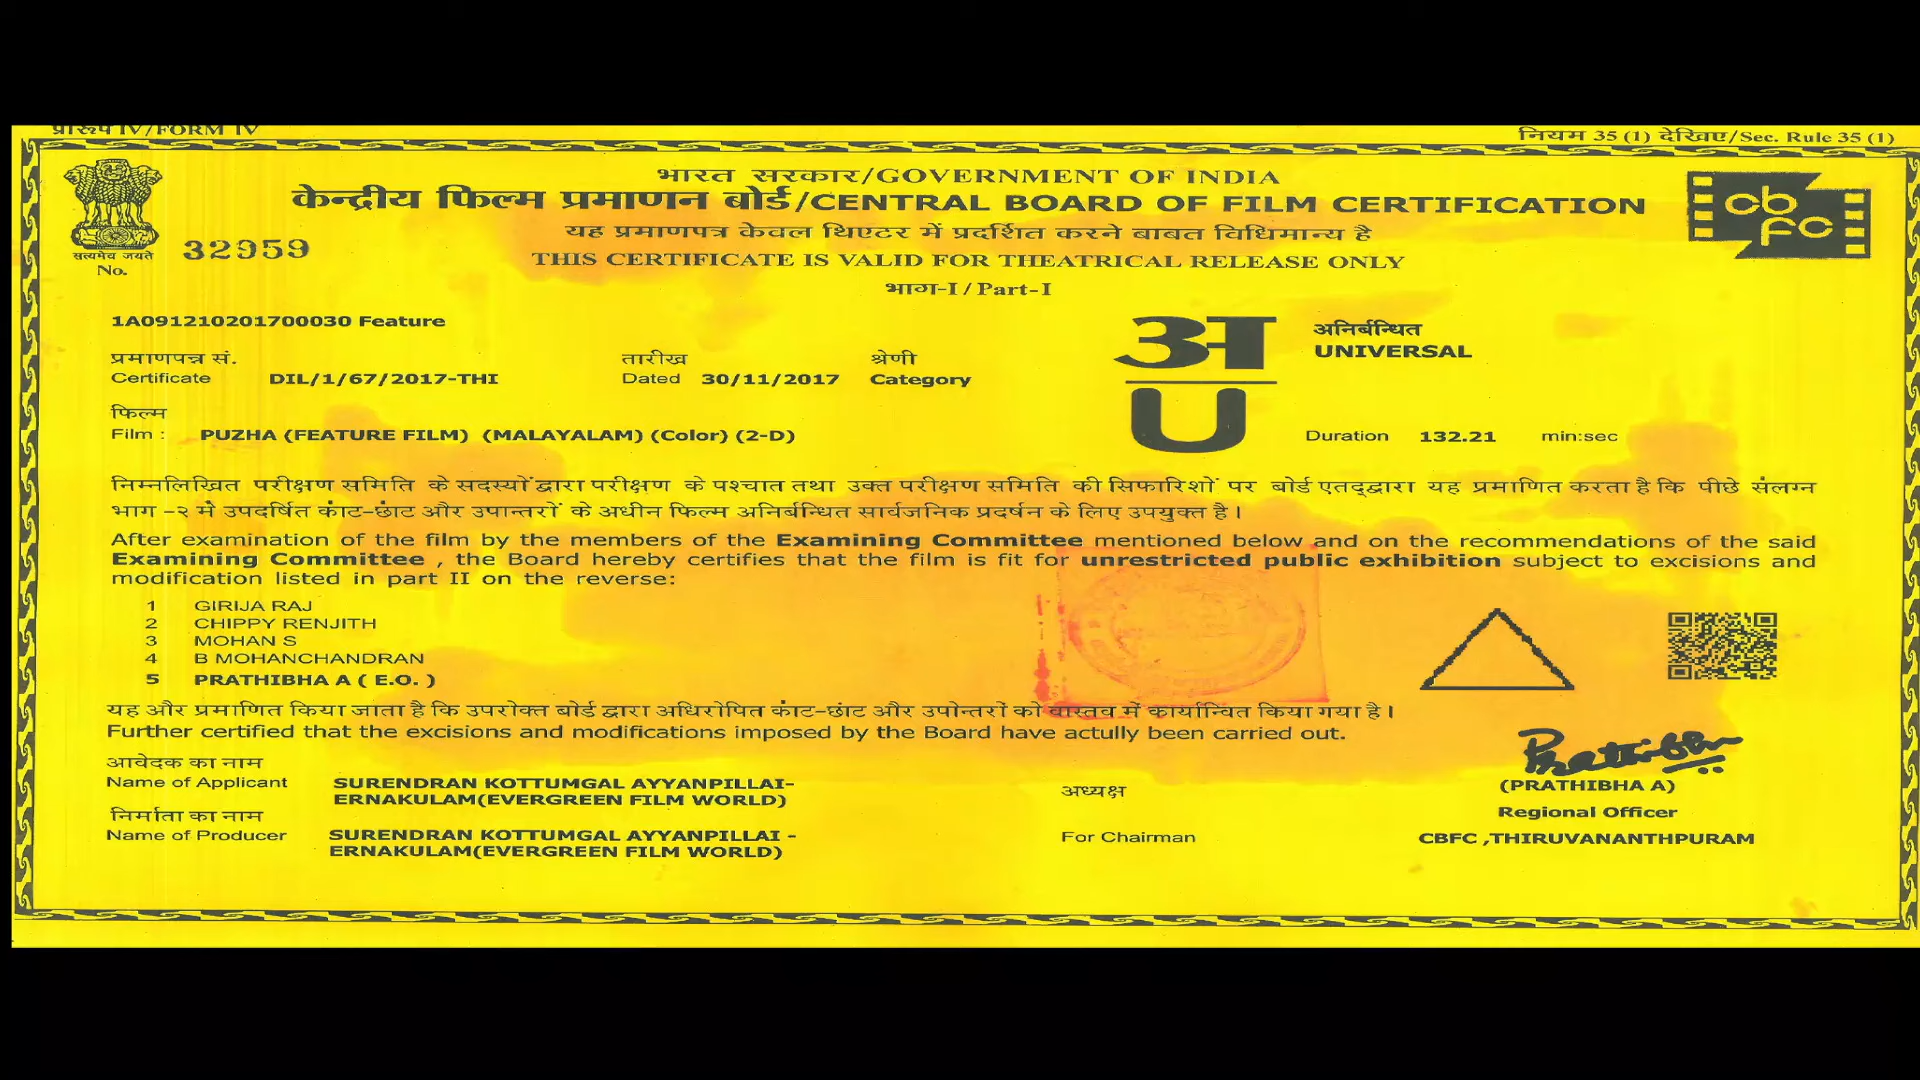 प्रारूप IV/FORM IV
नियम 35 (1) देखिए/Sec. Rule 35 (1)
भारत सरकार/GOVERNMENT OF INDIA
केन्द्रीय फिल्म प्रमाणन बोर्ड/CENTRAL BOARD OF FILM CERTIFICATION
cb
fc
यह प्रमाणपत्र केवल थिएटर में प्रदर्शित करने बाबत विधिमान्य है
सत्यमेव जयते
No.
32959
THIS CERTIFICATE IS VALID FOR THEATRICAL RELEASE ONLY
भाग-I / Part-I
1A091210201700030 Feature
अ
U
अनिर्बन्धित
UNIVERSAL
प्रमाणपत्र सं. तारीख श्रेणी
Certificate DIL/1/67/2017-THI Dated 30/11/2017 Category
फिल्म
Film : PUZHA (FEATURE FILM) (MALAYALAM) (Color) (2-D) Duration 132.21 min:sec
निम्नलिखित परीक्षण समिति के सदस्यों द्वारा परीक्षण के पश्चात तथा उक्त परीक्षण समिति की सिफारिशों पर बोर्ड एतद्द्वारा यह प्रमाणित करता है कि पीछे संलग्न
भाग -२ में उपदर्षित कांट-छांट और उपान्तरों के अधीन फिल्म अनिर्बन्धित सार्वजनिक प्रदर्षन के लिए उपयुक्त है।
After examination of the film by the members of the Examining Committee mentioned below and on the recommendations of the said
Examining Committee , the Board hereby certifies that the film is fit for unrestricted public exhibition subject to excisions and
modification listed in part II on the reverse:
1 GIRIJA RAJ
2 CHIPPY RENJITH
3 MOHAN S
4 B MOHANCHANDRAN
5 PRATHIBHA A ( E.O. )
यह और प्रमाणित किया जाता है कि उपरोक्त बोर्ड द्वारा अधिरोपित कांट-छांट और उपोन्तरों को वास्तव में कार्यान्वित किया गया है।
Further certified that the excisions and modifications imposed by the Board have actully been carried out.
Prathibha
आवेदक का नाम
Name of Applicant SURENDRAN KOTTUMGAL AYYANPILLAI-
ERNAKULAM(EVERGREEN FILM WORLD)
अध्यक्ष
(PRATHIBHA A)
Regional Officer
निर्माता का नाम
Name of Producer SURENDRAN KOTTUMGAL AYYANPILLAI -
ERNAKULAM(EVERGREEN FILM WORLD)
For Chairman
CBFC ,THIRUVANANTHPURAM